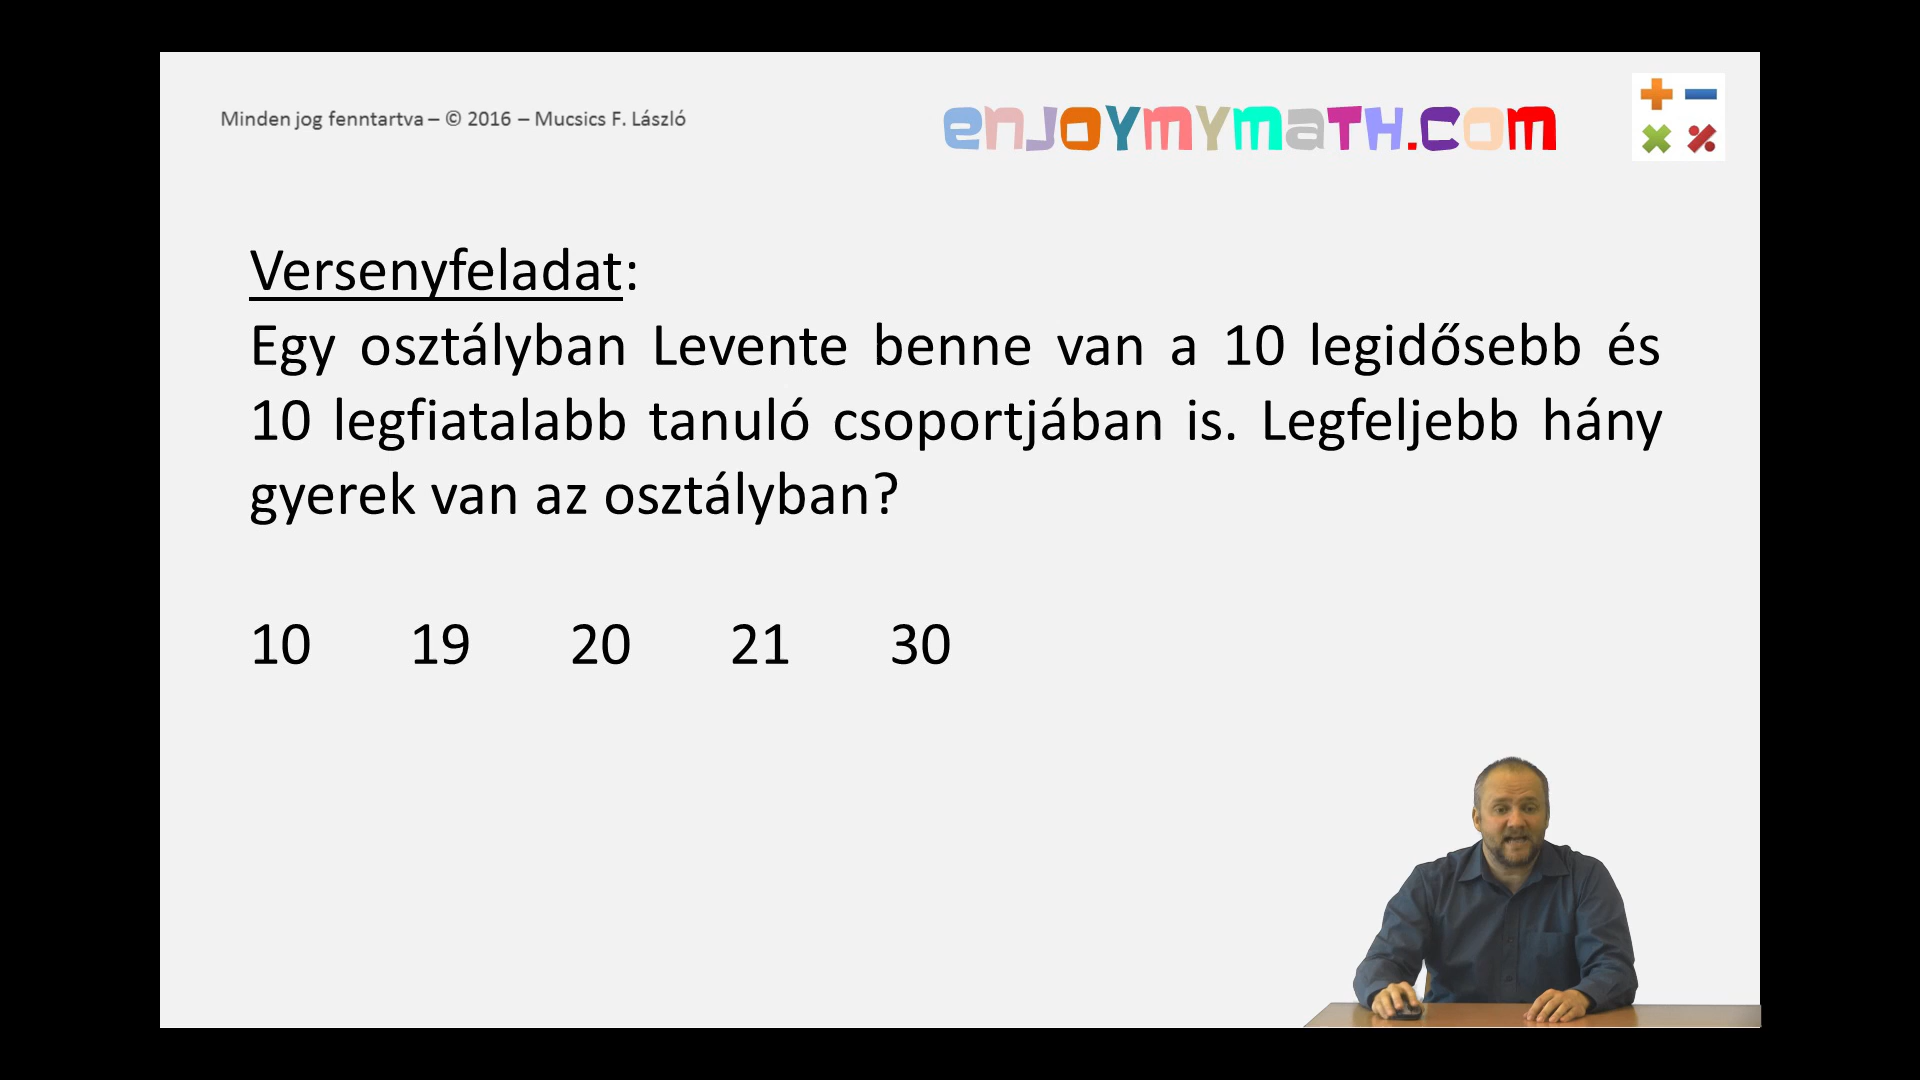 Minden jog fenntartva – © 2016 – Mucsics F. László
enjoymymath.com
Versenyfeladat:
Egy osztályban Levente benne van a 10 legidősebb és
10 legfiatalabb tanuló csoportjában is. Legfeljebb hány
gyerek van az osztályban?
10 19 20 21 30